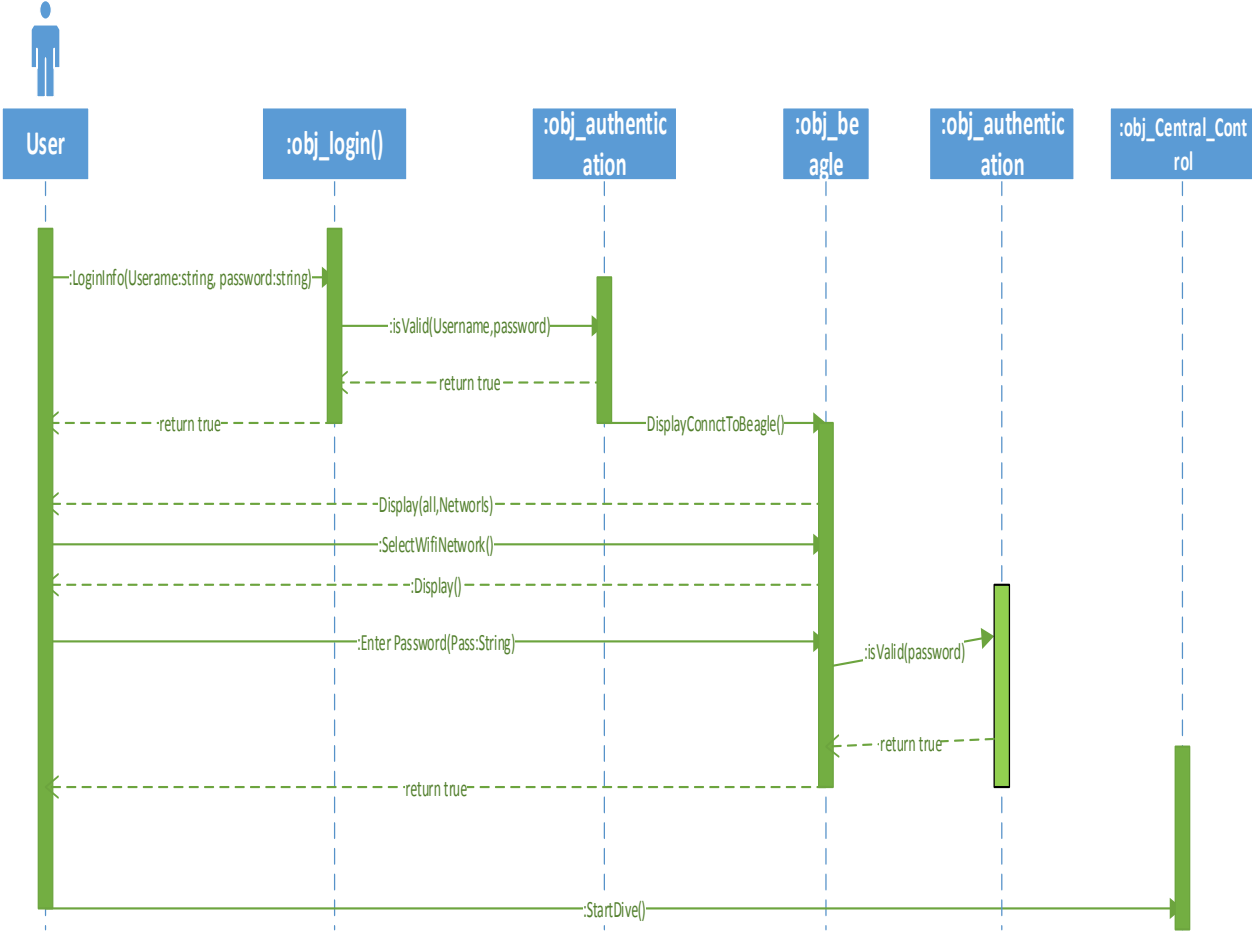 User
:obj_login()
:obj_authentic
ation
:obj_be
agle
:obj_authentic
ation
:obj_Central_Cont
rol
:LoginInfo(Userame:string, password:string)
:isValid(Username,password)
return true
return true
DisplayConnctToBeagle()
Display(all,Networls)
:SelectWifiNetwork()
:Display()
:Enter Password(Pass:String)
:isValid(password)
return true
return true
:StartDive()